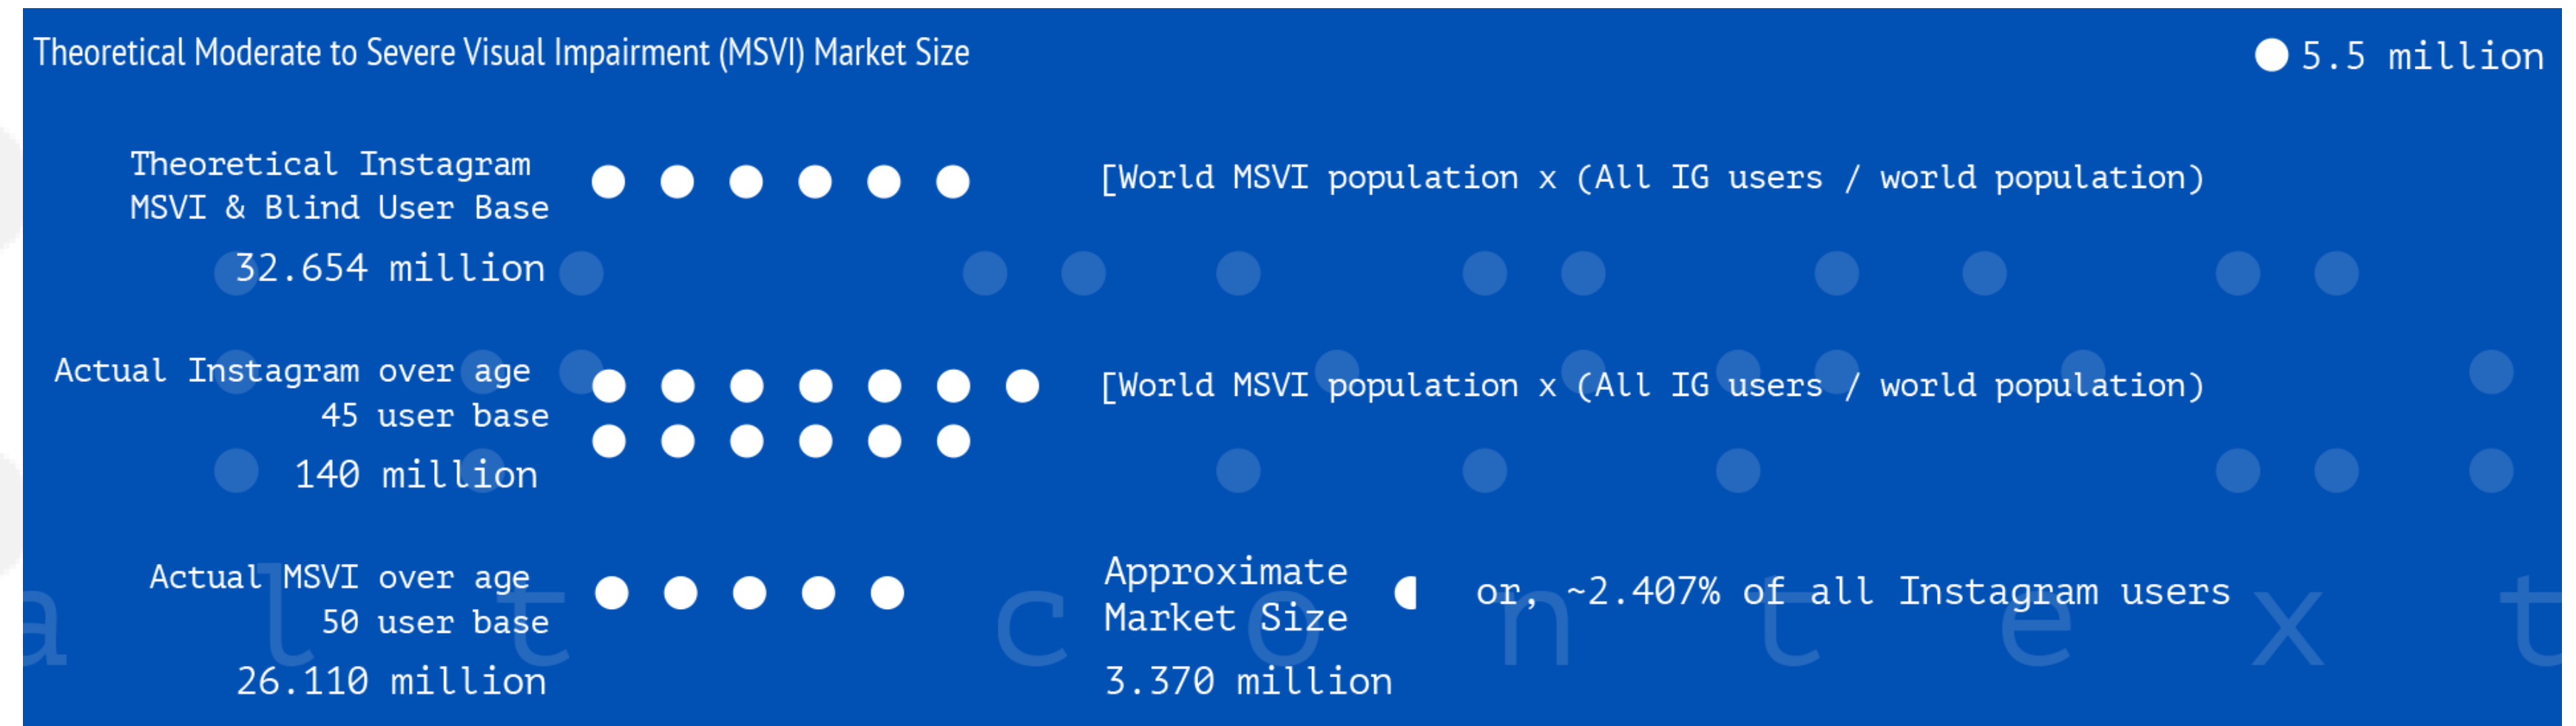 Theoretical Moderate to Severe Visual Impairment (MSVI) Market Size
5.5 million
Theoretical Instagram
MSVI & Blind User Base
32.654 million
[World MSVI population x (All IG users / world population)
Actual Instagram over age
45 user base
140 million
[World MSVI population x (All IG users / world population)
Actual MSVI over age
50 user base
26.110 million
Approximate
Market Size
3.370 million
or, ~2.407% of all Instagram users
alt context